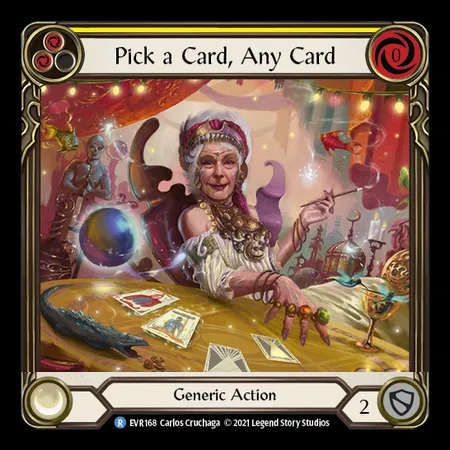 Pick a Card, Any Card
0
Generic Action
2
R EVR168 Carlos Cruchaga © 2021 Legend Story Studios